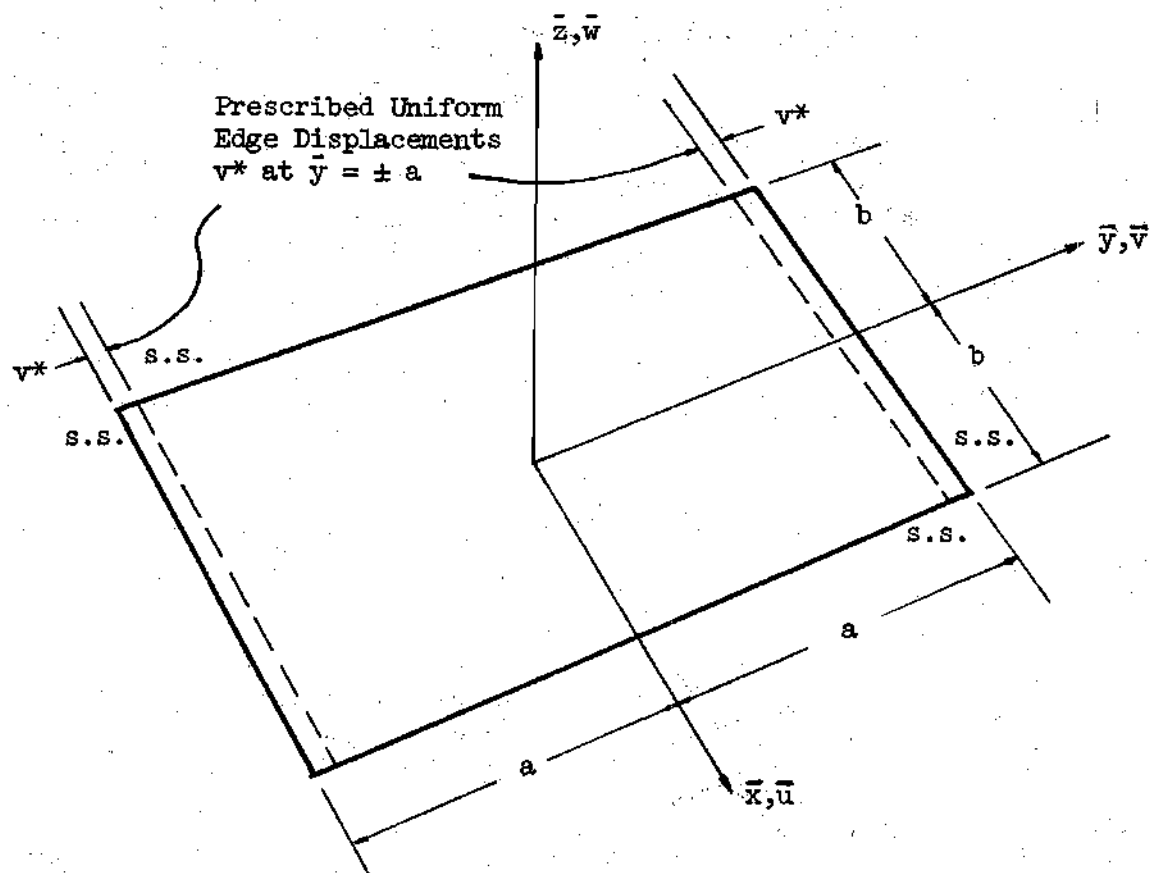 z̄,w̄
Prescribed Uniform
Edge Displacements
v* at ȳ = ± a
v*
b
ȳ,v̄
b
s.s.
v*
s.s.
s.s.
s.s.
a
a
x̄,ū